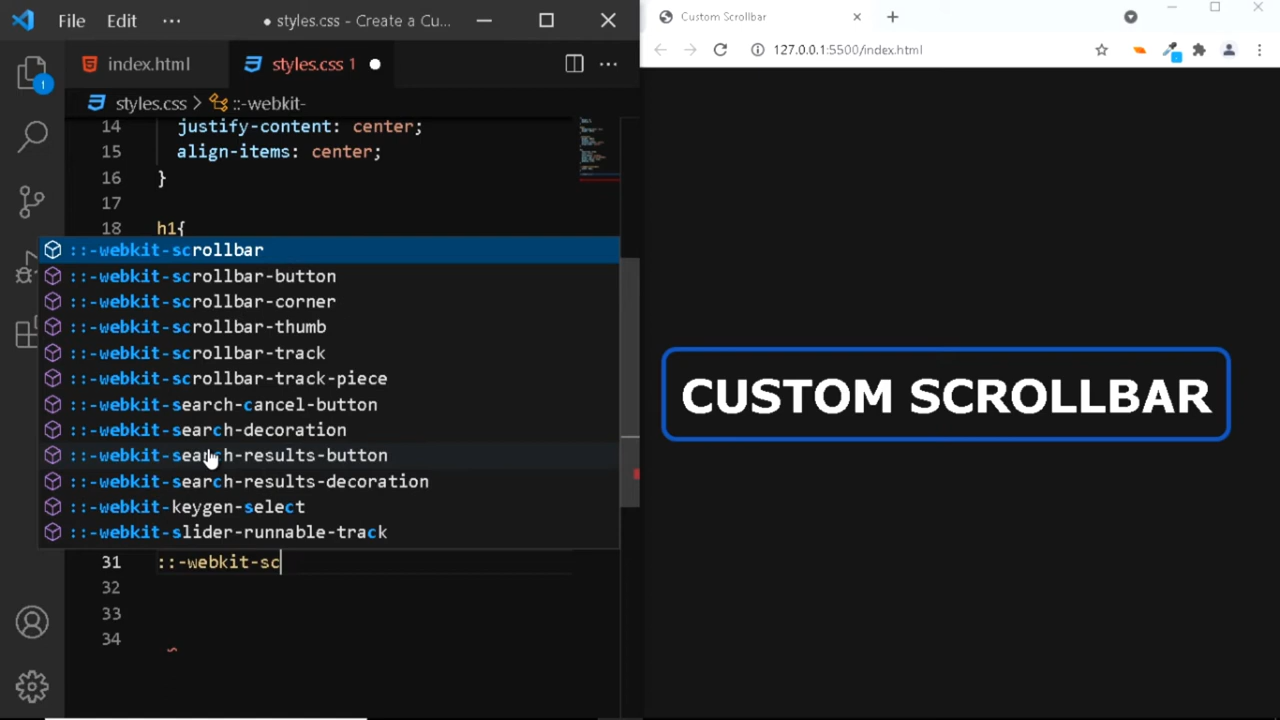 File Edit ··· ● styles.css - Create a Cu...
index.html styles.css 1
styles.css > ::-webkit-
14 justify-content: center;
15 align-items: center;
16 }
17
18 h1{
::-webkit-scrollbar
::-webkit-scrollbar-button
::-webkit-scrollbar-corner
::-webkit-scrollbar-thumb
::-webkit-scrollbar-track
::-webkit-scrollbar-track-piece
::-webkit-search-cancel-button
::-webkit-search-decoration
::-webkit-search-results-button
::-webkit-search-results-decoration
::-webkit-keygen-select
::-webkit-slider-runnable-track
31 ::-webkit-sc
32
33
34
1
Custom Scrollbar
127.0.0.1:5500/index.html
CUSTOM SCROLLBAR